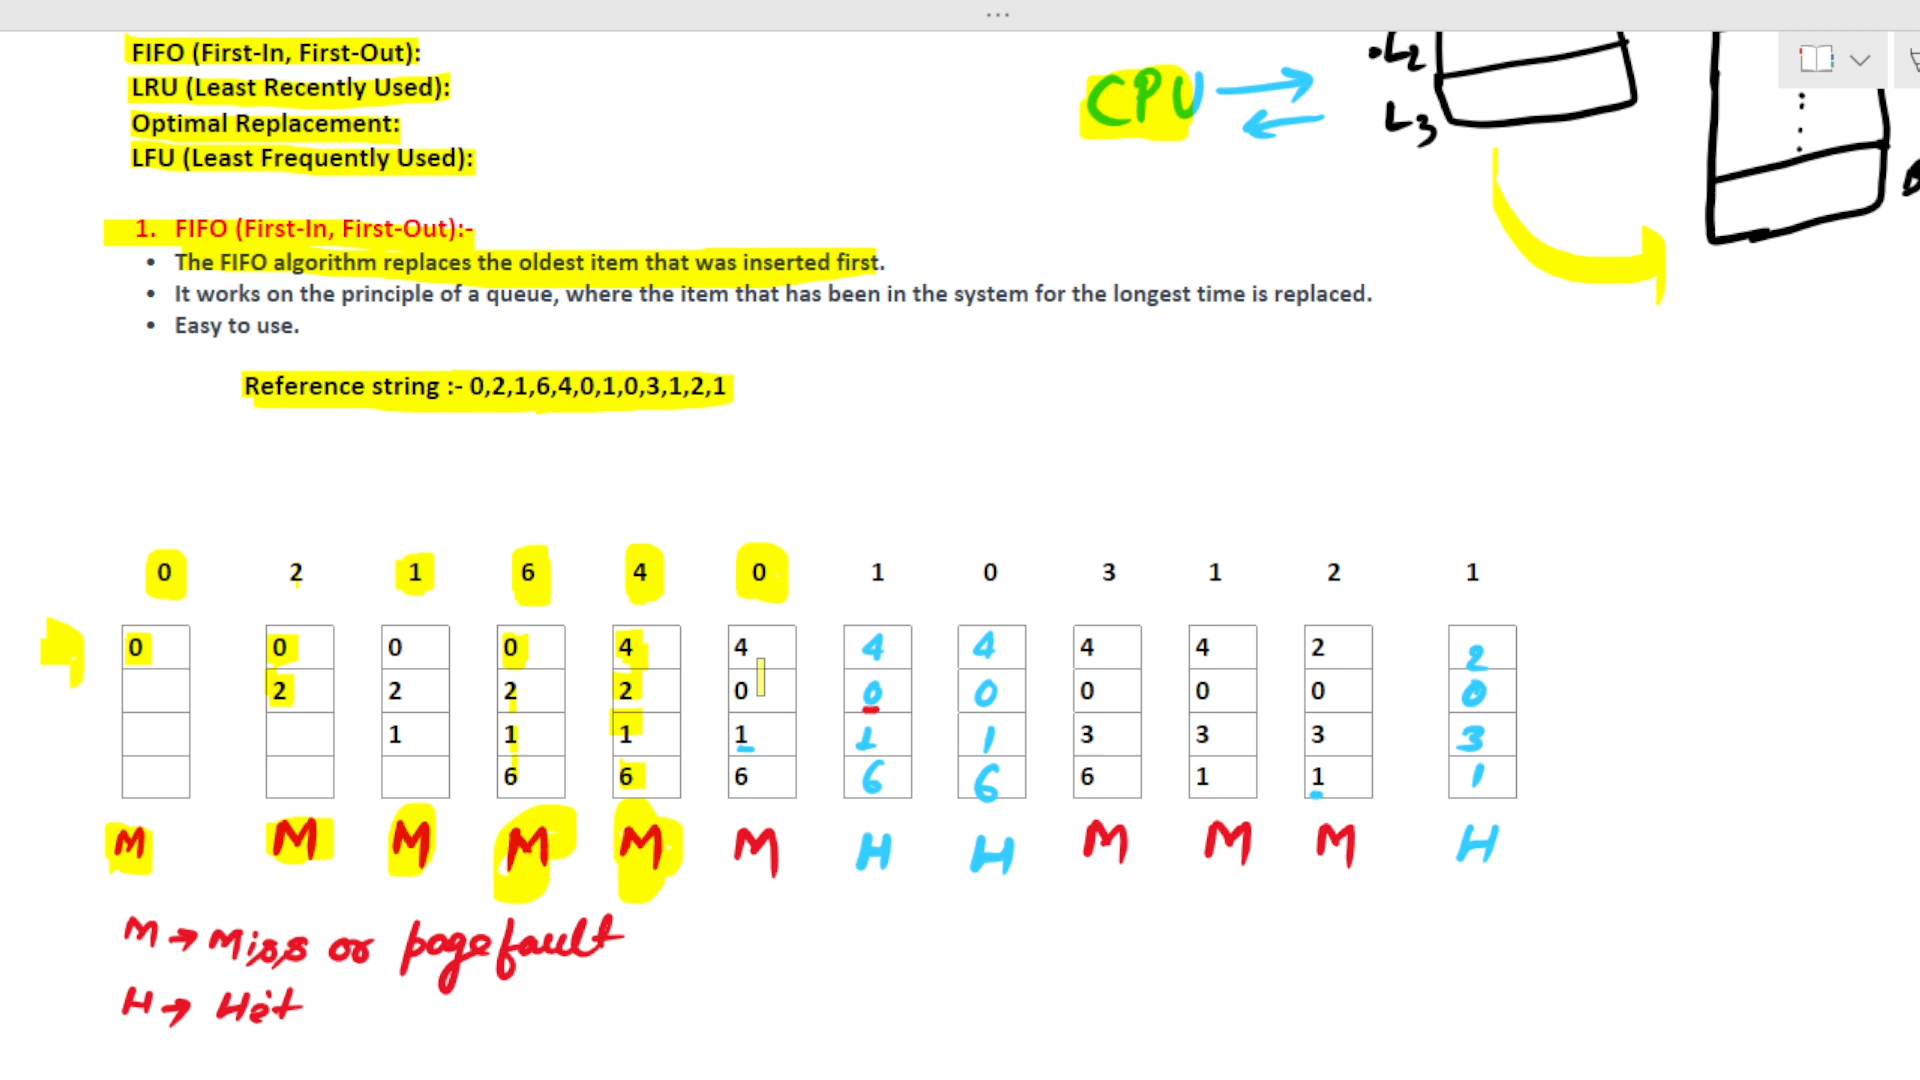 FIFO (First-In, First-Out):
LRU (Least Recently Used):
Optimal Replacement:
LFU (Least Frequently Used):
CPU
L2
L3
1. FIFO (First-In, First-Out):-
• The FIFO algorithm replaces the oldest item that was inserted first.
• It works on the principle of a queue, where the item that has been in the system for the longest time is replaced.
• Easy to use.
Reference string :- 0,2,1,6,4,0,1,0,3,1,2,1
0 2 1 6 4 0 1 0 3 1 2 1
0 0 0 0 4 4 4 4 4 4 2 2
2 2 2 2 0 0 0 0 0 0 0
1 1 1 1 1 1 3 3 3 3
6 6 6 6 6 6 1 1 1
M M M M M M H H M M M H
M → Miss or page fault
H → Hit